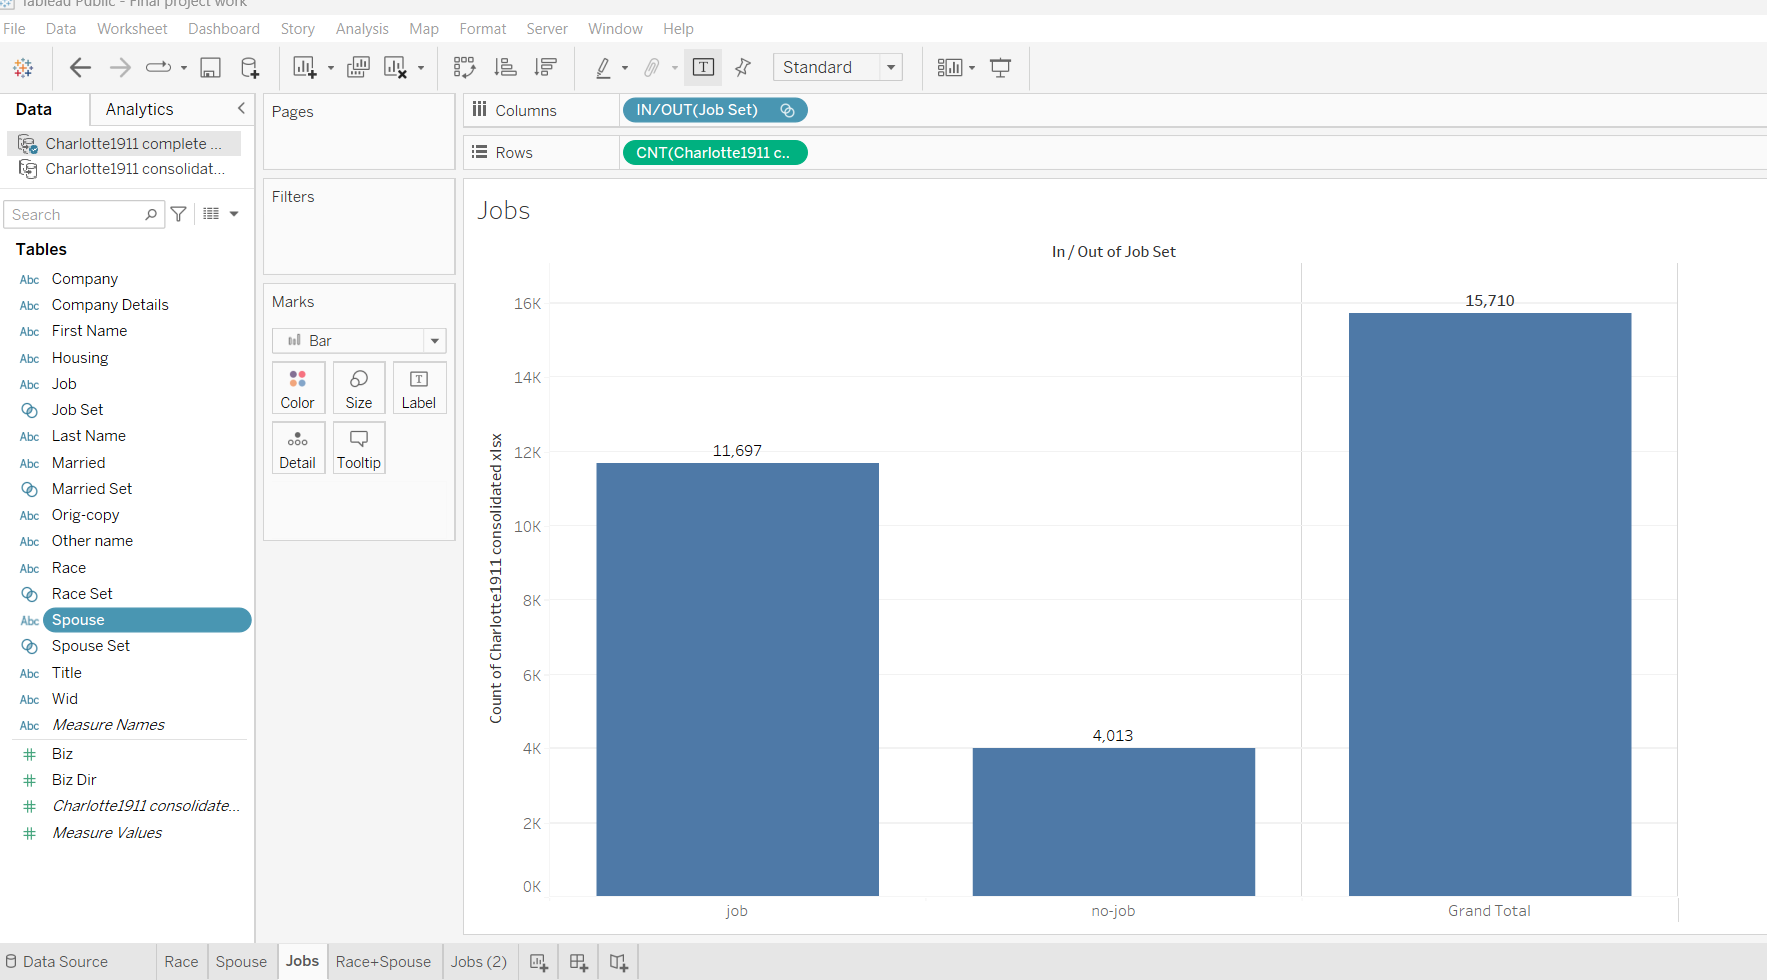 Tableau Public - Final project work
File Data Worksheet Dashboard Story Analysis Map Format Server Window Help
Standard
Data Analytics
Charlotte1911 complete ...
Charlotte1911 consolidat...
Search
Tables
Abc Company
Abc Company Details
Abc First Name
Abc Housing
Abc Job
Job Set
Abc Last Name
Abc Married
Married Set
Abc Orig-copy
Abc Other name
Abc Race
Race Set
Abc Spouse
Spouse Set
Abc Title
Abc Wid
Abc Measure Names
# Biz
# Biz Dir
# Charlotte1911 consolidate...
# Measure Values
Pages
Filters
Marks
Bar
Color Size Label
Detail Tooltip
Columns IN/OUT(Job Set)
Rows CNT(Charlotte1911 c..
Jobs
In / Out of Job Set
Count of Charlotte1911 consolidated xlsx
16K
14K
12K
10K
8K
6K
4K
2K
0K
11,697
4,013
15,710
job no-job Grand Total
Data Source Race Spouse Jobs Race+Spouse Jobs (2)